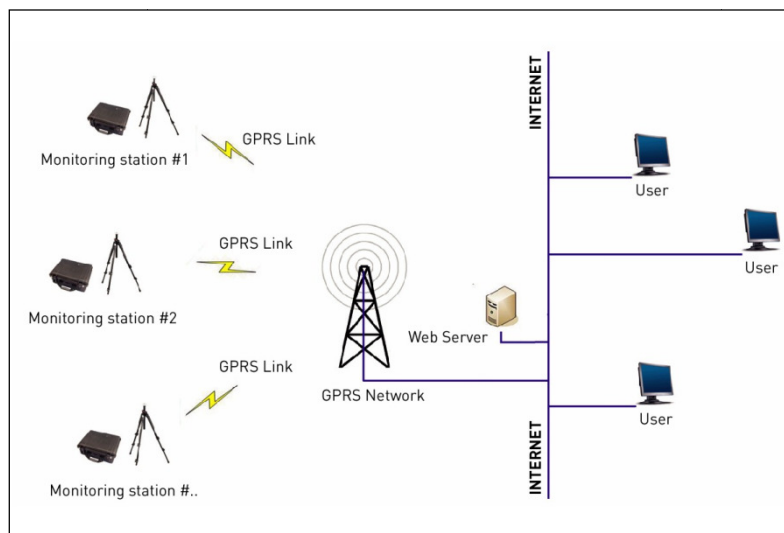 INTERNET
GPRS Link
Monitoring station #1
User
GPRS Link
User
Monitoring station #2
Web Server
GPRS Link
GPRS Network
User
Monitoring station #..
INTERNET